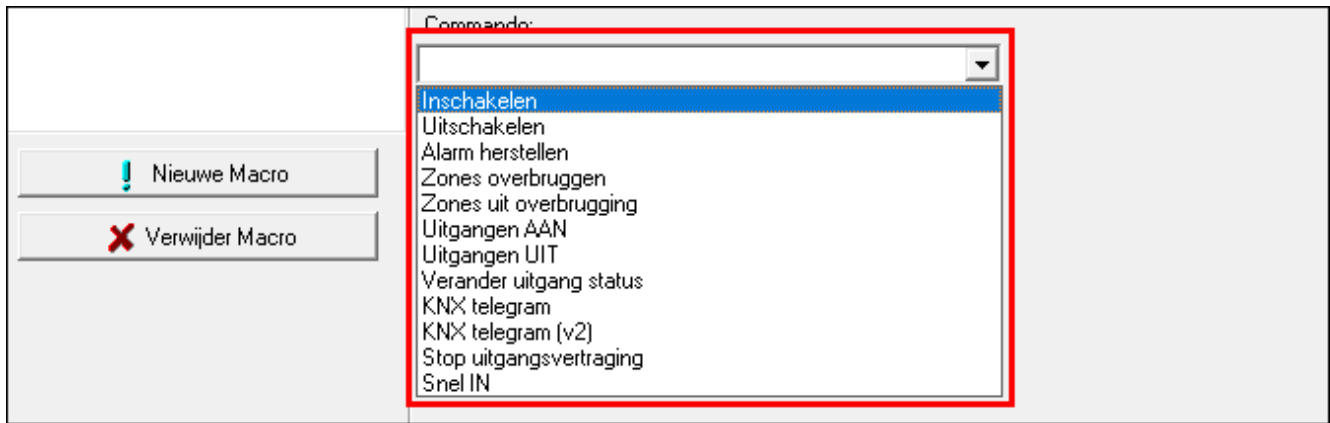 Commando:
Inschakelen
Uitschakelen
Alarm herstellen
Zones overbruggen
Zones uit overbrugging
Uitgangen AAN
Uitgangen UIT
Verander uitgang status
KNX telegram
KNX telegram (v2)
Stop uitgangsvertraging
Snel IN
Nieuwe Macro
Verwijder Macro